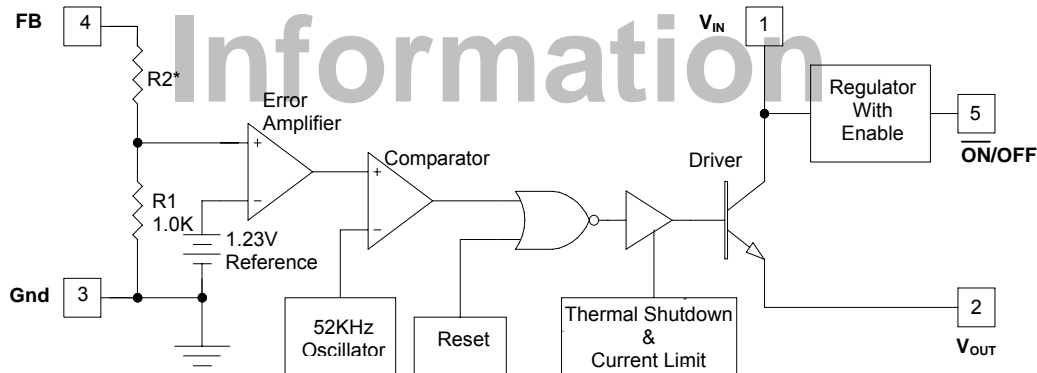 Information
FB
4
V_IN
1
R2*
Error
Amplifier
+
−
Comparator
+
−
Driver
Regulator
With
Enable
5
ON/OFF
R1
1.0K
1.23V
Reference
Gnd
3
52KHz
Oscillator
Reset
Thermal Shutdown
&
Current Limit
2
V_OUT